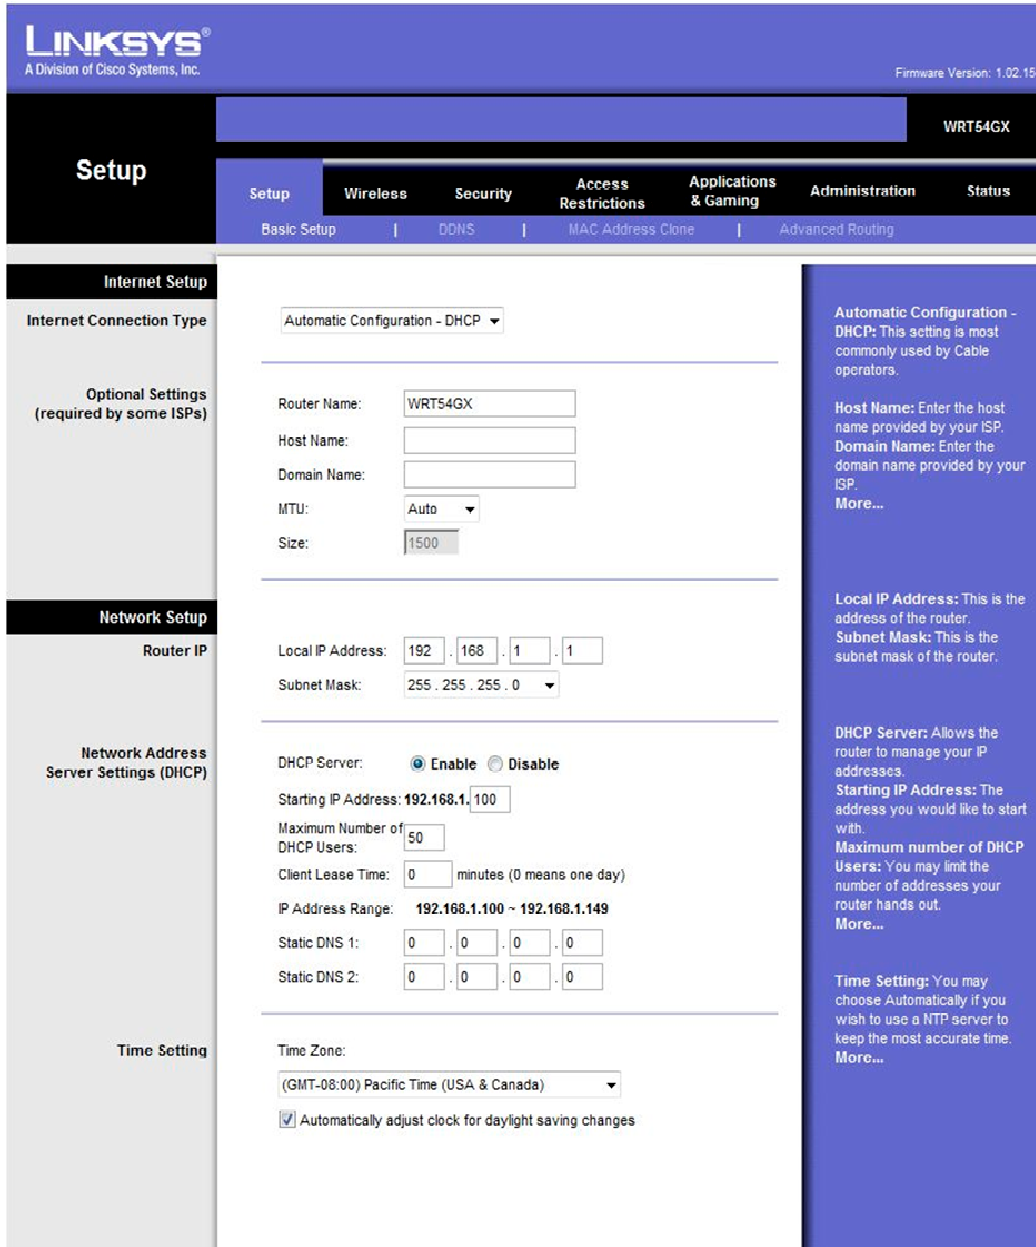 LINKSYS®
A Division of Cisco Systems, Inc.
Firmware Version: 1.02.15
WRT54GX
Setup
Setup
Wireless
Security
Access
Restrictions
Applications
& Gaming
Administration
Status
Basic Setup | DDNS | MAC Address Clone | Advanced Routing
Internet Setup
Internet Connection Type
Automatic Configuration - DHCP
Optional Settings
(required by some ISPs)
Router Name: WRT54GX
Host Name:
Domain Name:
MTU: Auto
Size: 1500
Network Setup
Router IP
Local IP Address: 192 . 168 . 1 . 1
Subnet Mask: 255 . 255 . 255 . 0
Network Address
Server Settings (DHCP)
DHCP Server: Enable Disable
Starting IP Address: 192.168.1. 100
Maximum Number of
DHCP Users: 50
Client Lease Time: 0 minutes (0 means one day)
IP Address Range: 192.168.1.100 ~ 192.168.1.149
Static DNS 1: 0 . 0 . 0 . 0
Static DNS 2: 0 . 0 . 0 . 0
Time Setting
Time Zone:
(GMT-08:00) Pacific Time (USA & Canada)
Automatically adjust clock for daylight saving changes
Automatic Configuration -
DHCP: This setting is most
commonly used by Cable
operators.
Host Name: Enter the host
name provided by your ISP.
Domain Name: Enter the
domain name provided by your
ISP.
More...
Local IP Address: This is the
address of the router.
Subnet Mask: This is the
subnet mask of the router.
DHCP Server: Allows the
router to manage your IP
addresses.
Starting IP Address: The
address you would like to start
with.
Maximum number of DHCP
Users: You may limit the
number of addresses your
router hands out.
More...
Time Setting: You may
choose Automatically if you
wish to use a NTP server to
keep the most accurate time.
More...